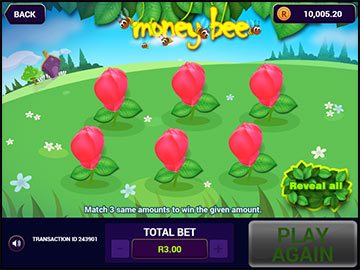 BACK
money bee
R 10,005.20
Match 3 same amounts to win the given amount.
Reveal all
TRANSACTION ID 243901
TOTAL BET
- R3.00 +
PLAY
AGAIN